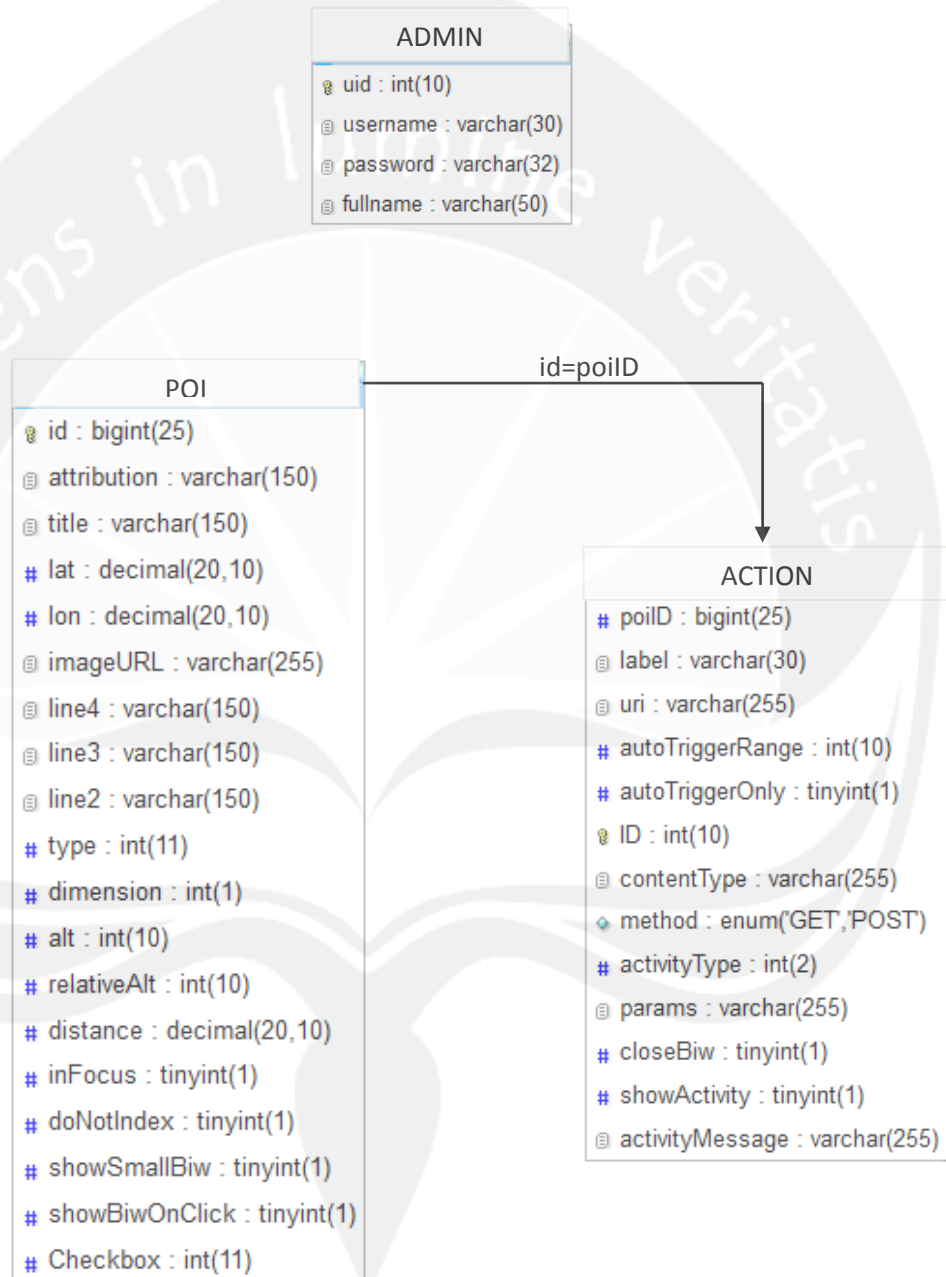 ADMIN
uid : int(10)
username : varchar(30)
password : varchar(32)
fullname : varchar(50)
in lumine veritatis
id=poiID
POI
id : bigint(25)
attribution : varchar(150)
title : varchar(150)
# lat : decimal(20,10)
# lon : decimal(20,10)
imageURL : varchar(255)
line4 : varchar(150)
line3 : varchar(150)
line2 : varchar(150)
# type : int(11)
# dimension : int(1)
# alt : int(10)
# relativeAlt : int(10)
# distance : decimal(20,10)
# inFocus : tinyint(1)
# doNotIndex : tinyint(1)
# showSmallBiw : tinyint(1)
# showBiwOnClick : tinyint(1)
# Checkbox : int(11)
ACTION
# poiID : bigint(25)
label : varchar(30)
uri : varchar(255)
# autoTriggerRange : int(10)
# autoTriggerOnly : tinyint(1)
ID : int(10)
contentType : varchar(255)
method : enum('GET','POST')
# activityType : int(2)
params : varchar(255)
# closeBiw : tinyint(1)
# showActivity : tinyint(1)
activityMessage : varchar(255)